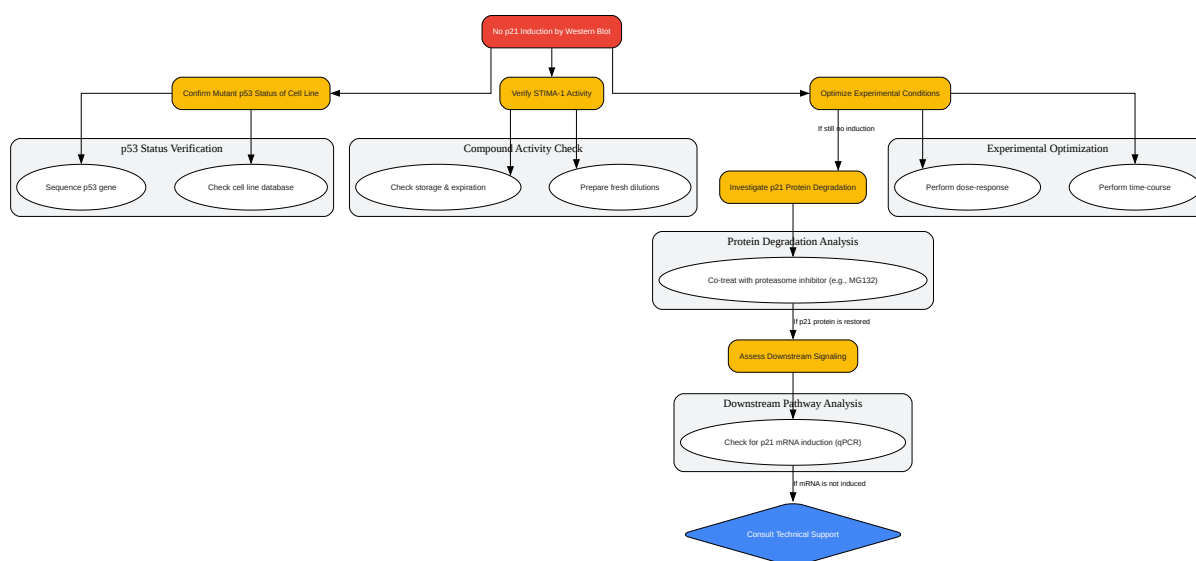 No p21 Induction by Western Blot
Confirm Mutant p53 Status of Cell Line
Verify STIMA-1 Activity
Optimize Experimental Conditions
If still no induction
p53 Status Verification
Compound Activity Check
Experimental Optimization
Sequence p53 gene
Check cell line database
Check storage & expiration
Prepare fresh dilutions
Investigate p21 Protein Degradation
Perform dose-response
Perform time-course
Protein Degradation Analysis
Co-treat with proteasome inhibitor (e.g., MG132)
If p21 protein is restored
Assess Downstream Signaling
Downstream Pathway Analysis
Check for p21 mRNA induction (qPCR)
If mRNA is not induced
Consult Technical Support